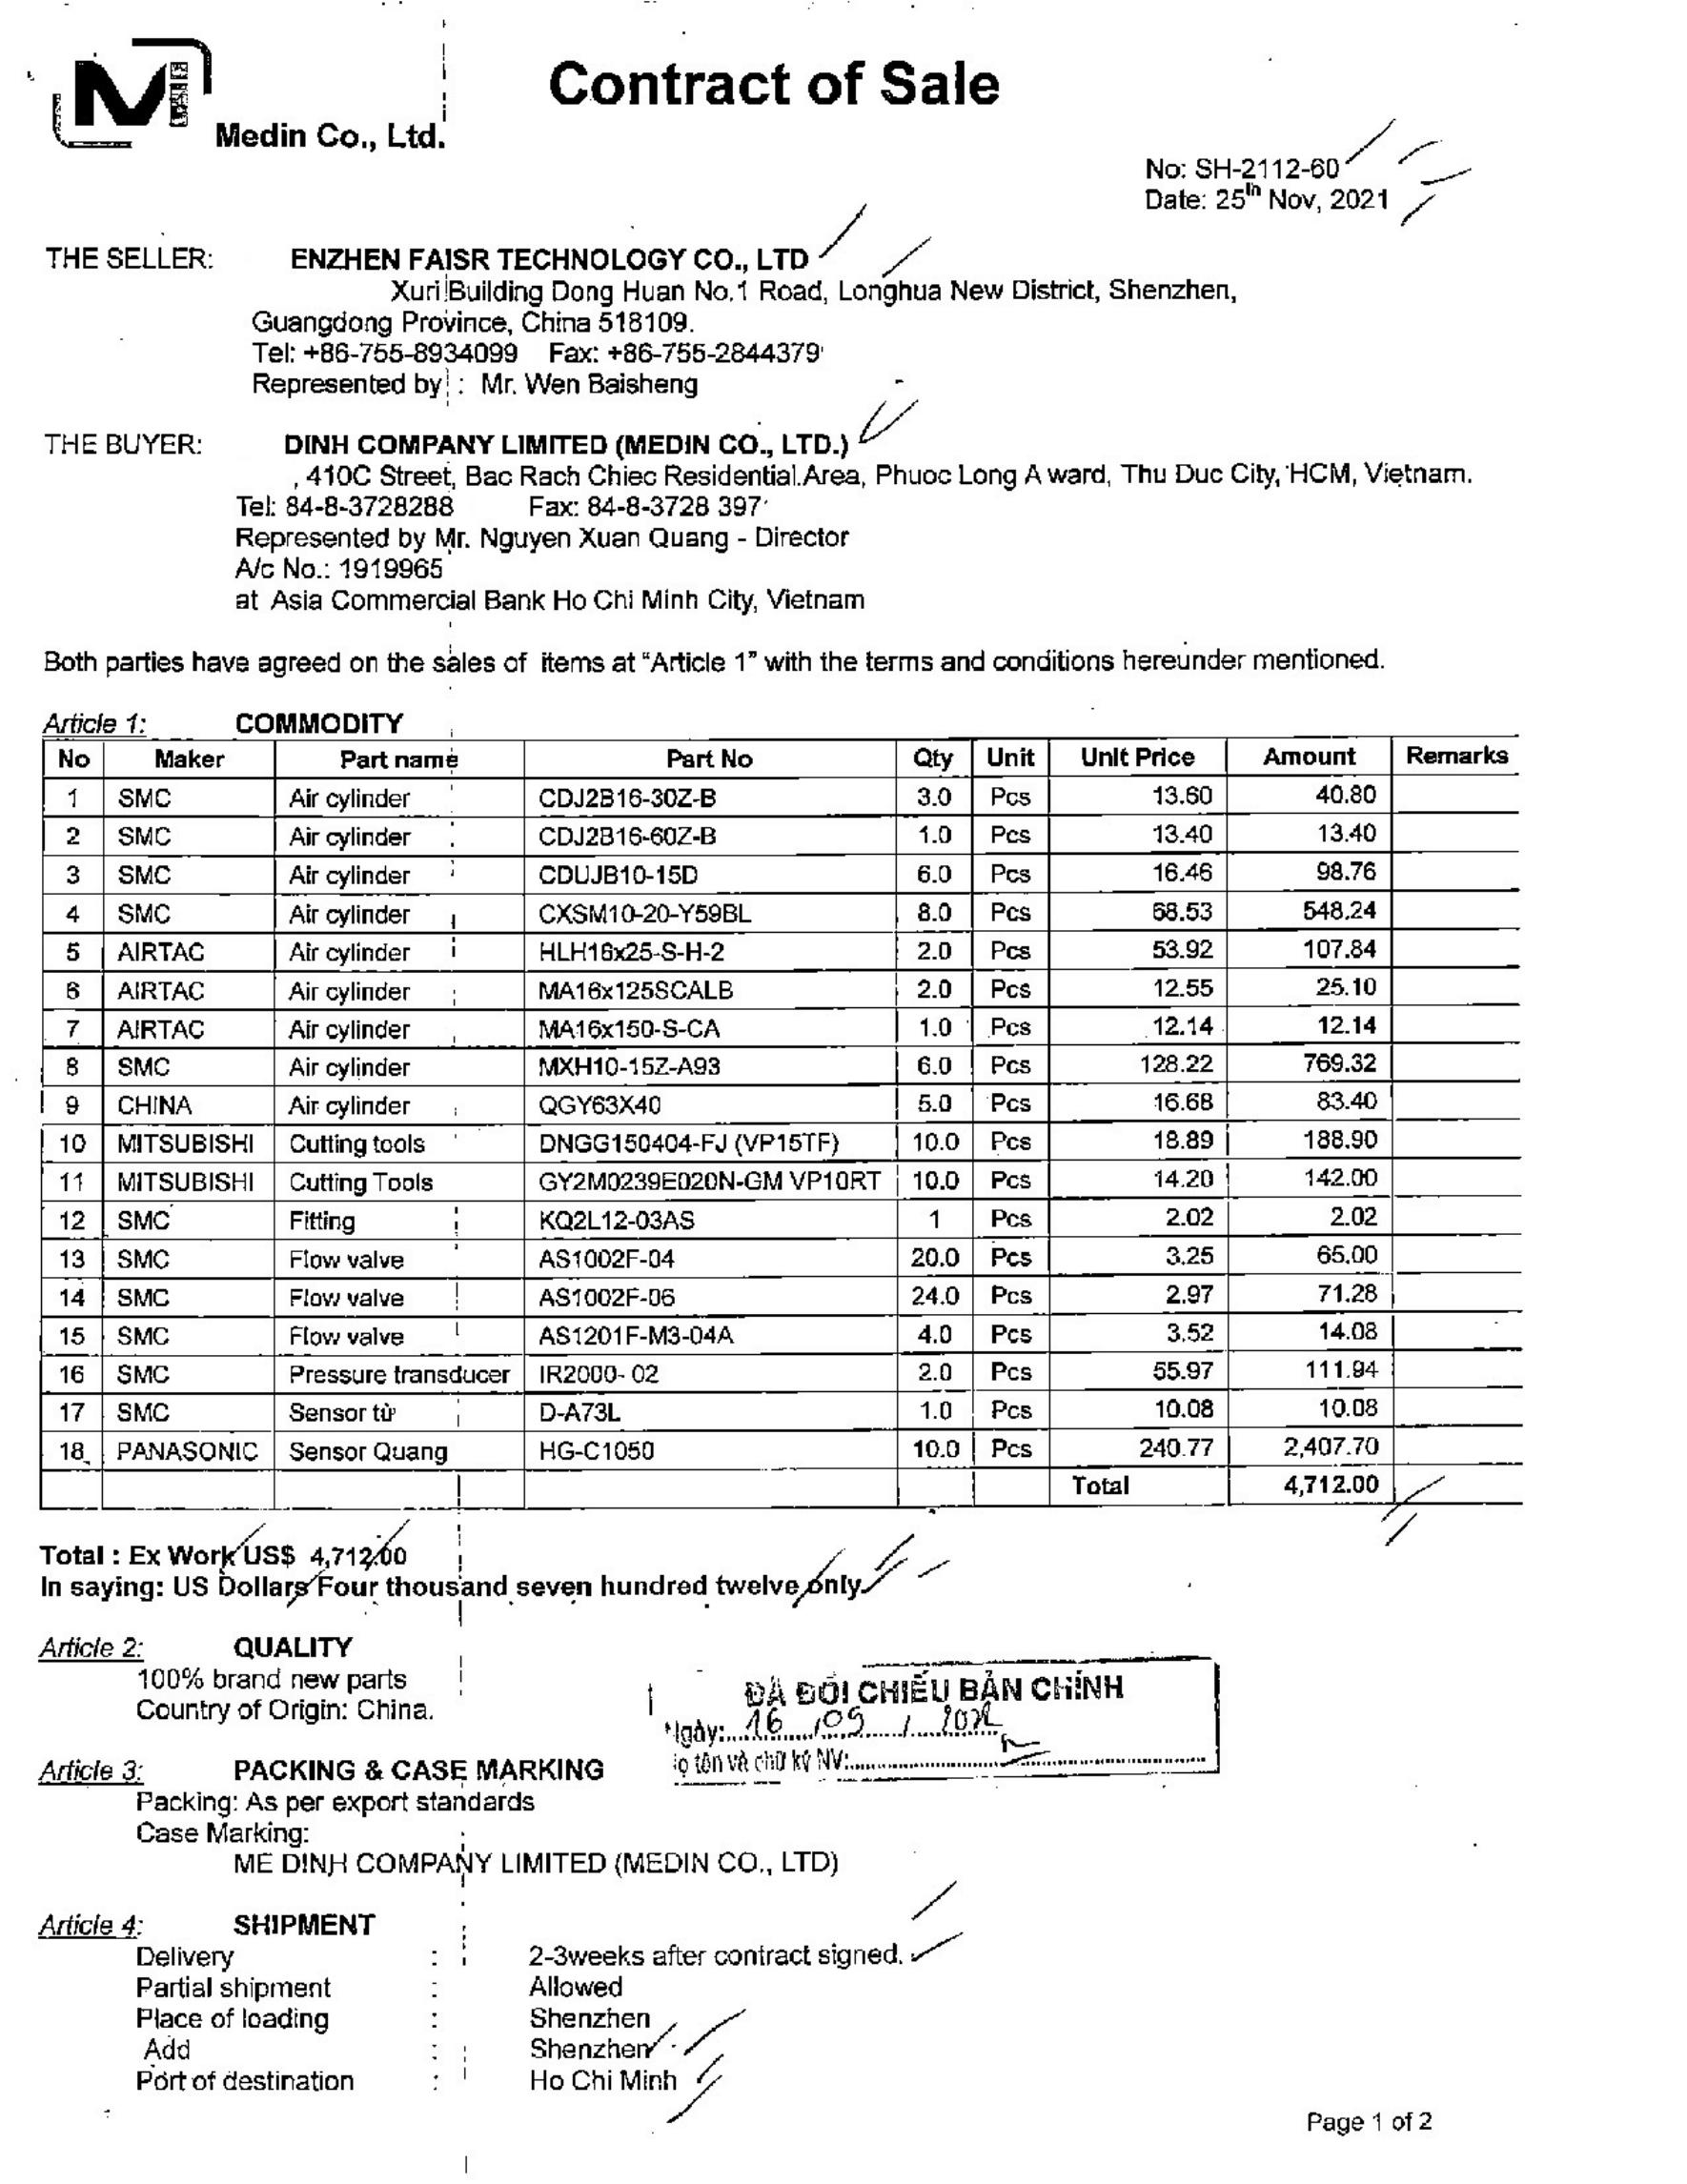 Contract of Sale
Medin Co., Ltd.
No: SH-2112-60
Date: 25th Nov, 2021
THE SELLER: ENZHEN FAISR TECHNOLOGY CO., LTD
Xuri Building Dong Huan No.1 Road, Longhua New District, Shenzhen,
Guangdong Province, China 518109.
Tel: +86-755-8934099 Fax: +86-755-2844379
Represented by : Mr. Wen Baisheng
THE BUYER: DINH COMPANY LIMITED (MEDIN CO., LTD.)
, 410C Street, Bac Rach Chiec Residential Area, Phuoc Long A ward, Thu Duc City, HCM, Vietnam.
Tel: 84-8-3728288 Fax: 84-8-3728 397
Represented by Mr. Nguyen Xuan Quang - Director
A/c No.: 1919965
at Asia Commercial Bank Ho Chi Minh City, Vietnam
Both parties have agreed on the sales of items at "Article 1" with the terms and conditions hereunder mentioned.
Article 1: COMMODITY
No Maker Part name Part No Qty Unit Unit Price Amount Remarks
1 SMC Air cylinder CDJ2B16-30Z-B 3.0 Pcs 13.60 40.80
2 SMC Air cylinder CDJ2B16-60Z-B 1.0 Pcs 13.40 13.40
3 SMC Air cylinder CDUJB10-15D 6.0 Pcs 16.46 98.76
4 SMC Air cylinder CXSM10-20-Y59BL 8.0 Pcs 68.53 548.24
5 AIRTAC Air cylinder HLH16x25-S-H-2 2.0 Pcs 53.92 107.84
6 AIRTAC Air cylinder MA16x125SCALB 2.0 Pcs 12.55 25.10
7 AIRTAC Air cylinder MA16x150-S-CA 1.0 Pcs 12.14 12.14
8 SMC Air cylinder MXH10-15Z-A93 6.0 Pcs 128.22 769.32
9 CHINA Air cylinder QGY63X40 5.0 Pcs 16.68 83.40
10 MITSUBISHI Cutting tools DNGG150404-FJ (VP15TF) 10.0 Pcs 18.89 188.90
11 MITSUBISHI Cutting Tools GY2M0239E020N-GM VP10RT 10.0 Pcs 14.20 142.00
12 SMC Fitting KQ2L12-03AS 1 Pcs 2.02 2.02
13 SMC Flow valve AS1002F-04 20.0 Pcs 3.25 65.00
14 SMC Flow valve AS1002F-06 24.0 Pcs 2.97 71.28
15 SMC Flow valve AS1201F-M3-04A 4.0 Pcs 3.52 14.08
16 SMC Pressure transducer IR2000- 02 2.0 Pcs 55.97 111.94
17 SMC Sensor từ D-A73L 1.0 Pcs 10.08 10.08
18 PANASONIC Sensor Quang HG-C1050 10.0 Pcs 240.77 2,407.70
Total 4,712.00
Total : Ex Work US$ 4,712.00
In saying: US Dollars Four thousand seven hundred twelve only.
Article 2: QUALITY
100% brand new parts
Country of Origin: China.
ĐÃ ĐỐI CHIẾU BẢN CHÍNH
Ngày: 16 / 09 / 2022
ọ tên và chữ ký NV:
Article 3: PACKING & CASE MARKING
Packing: As per export standards
Case Marking:
ME DINH COMPANY LIMITED (MEDIN CO., LTD)
Article 4: SHIPMENT
Delivery : 2-3weeks after contract signed.
Partial shipment : Allowed
Place of loading : Shenzhen
Add : Shenzhen
Port of destination : Ho Chi Minh
Page 1 of 2